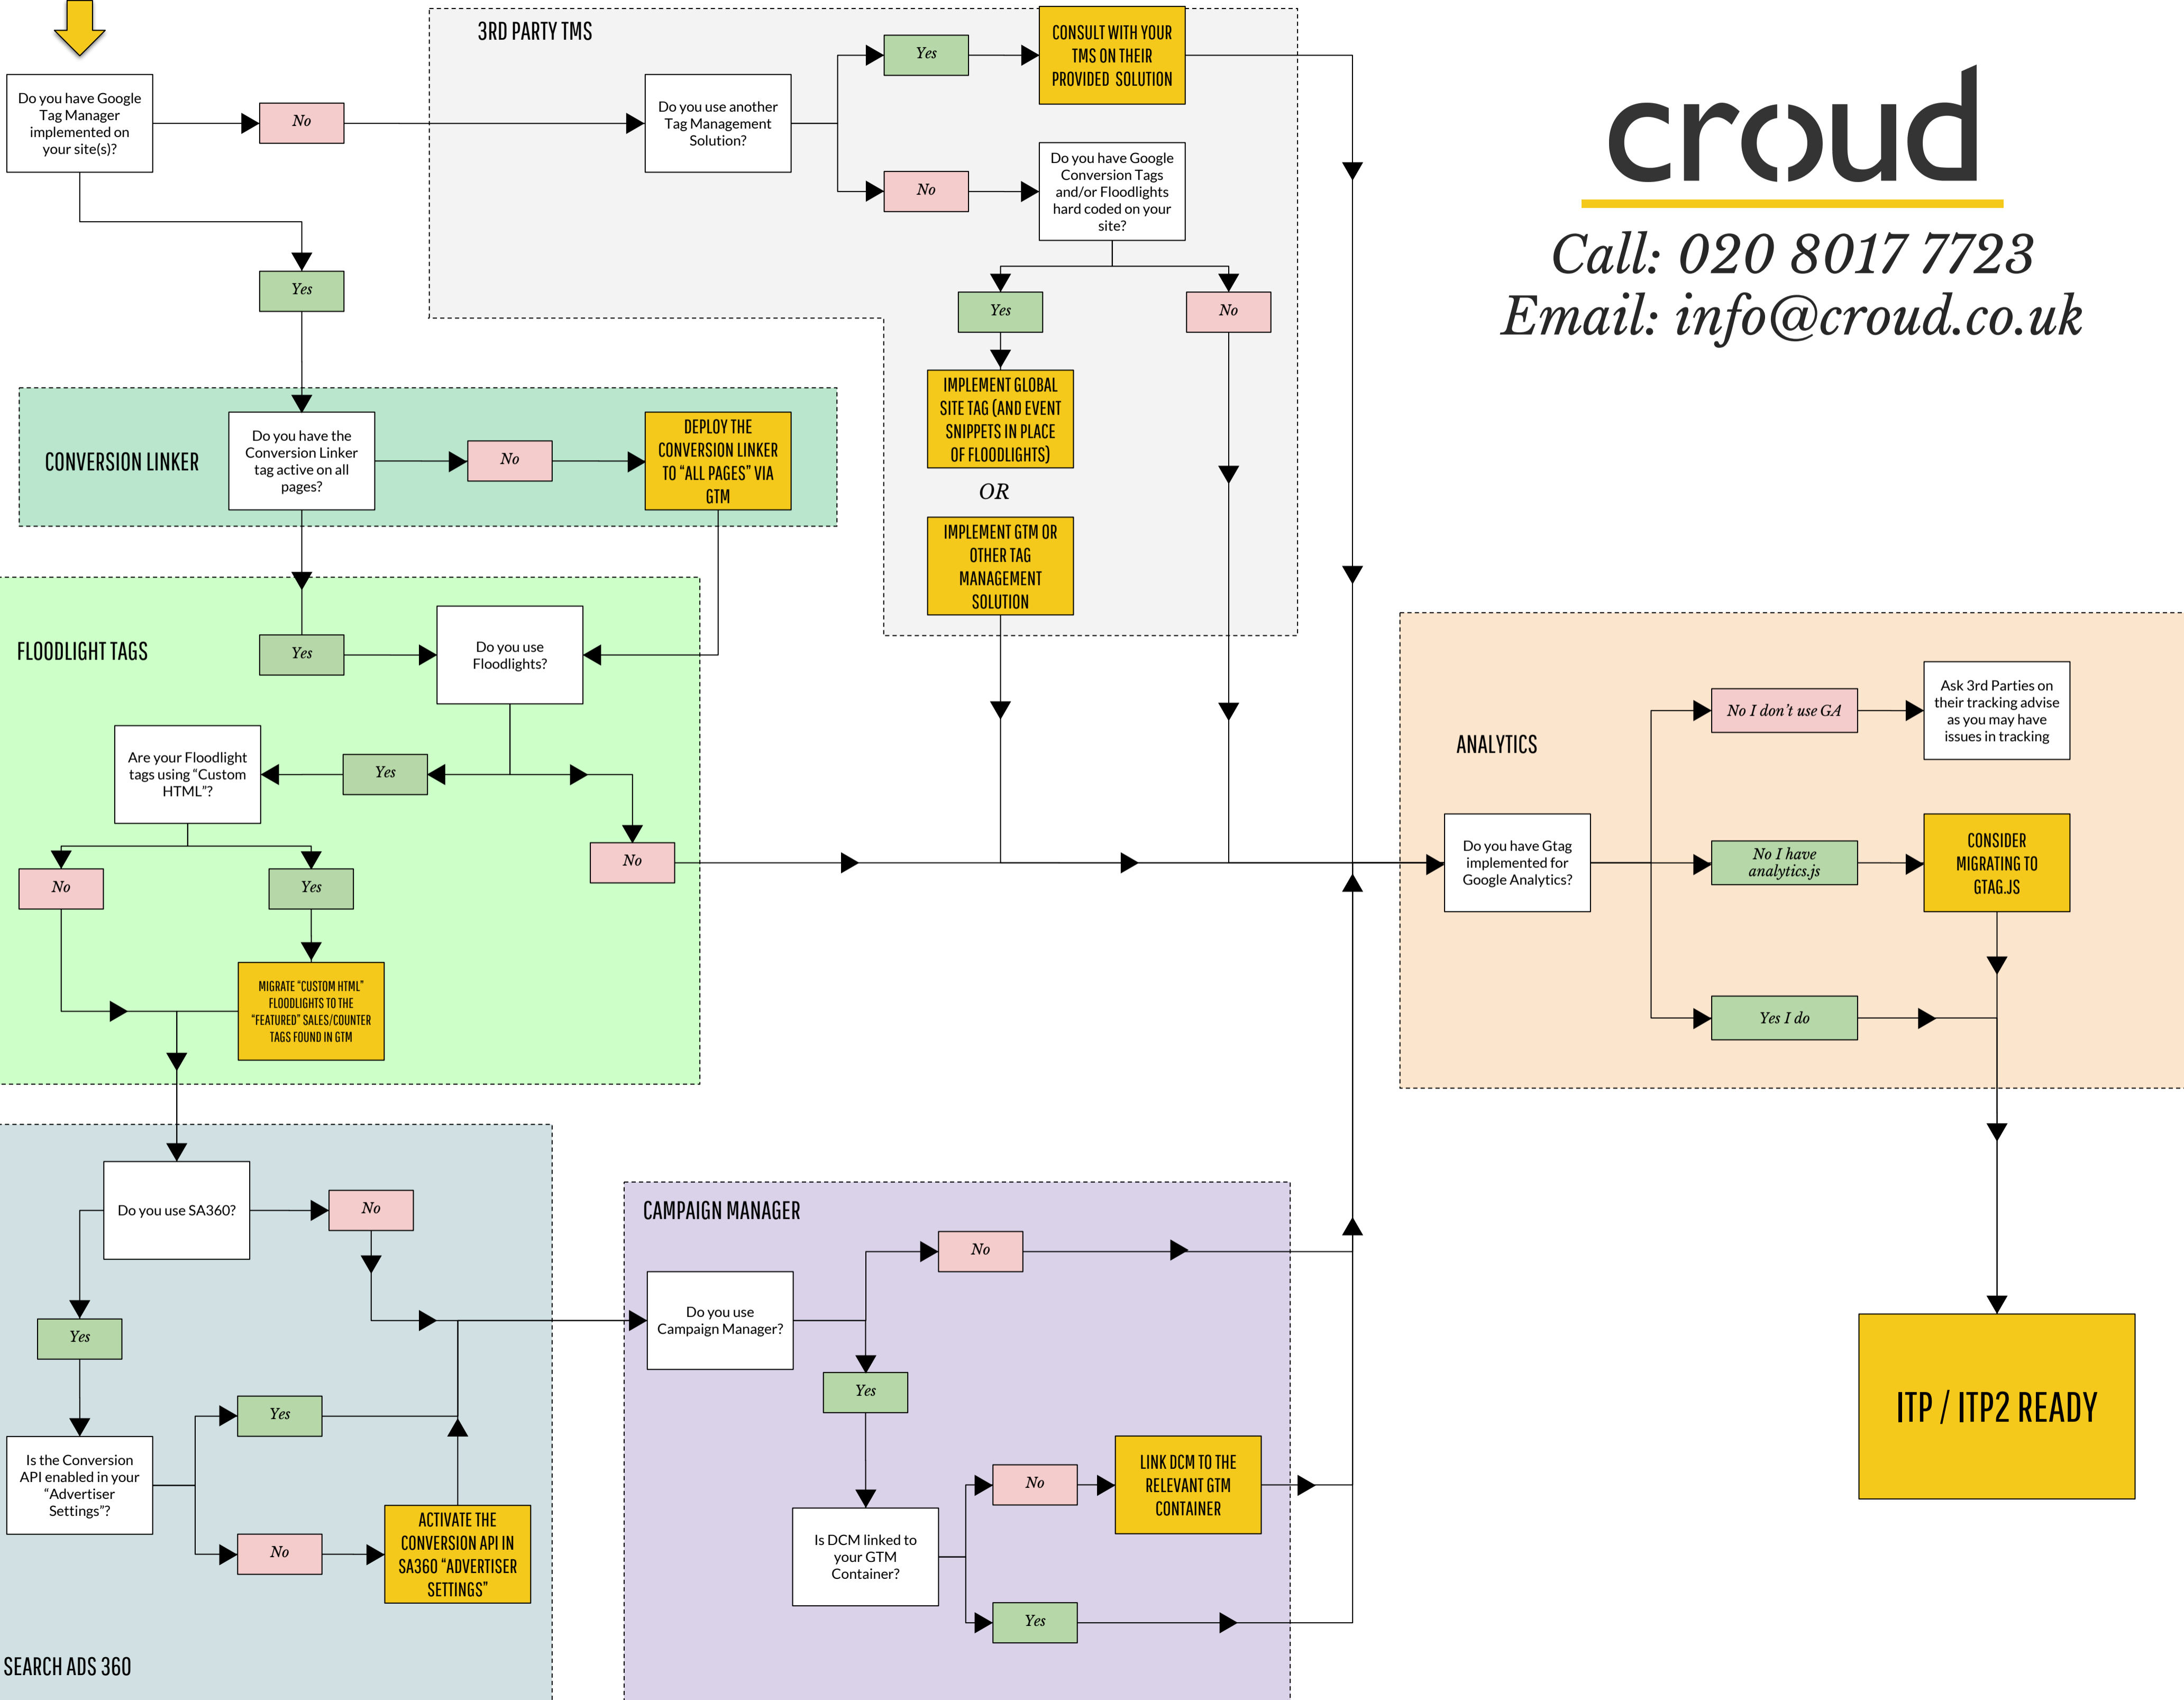 3RD PARTY TMS
Do you have Google
Tag Manager
implemented on
your site(s)?
No
Do you use another
Tag Management
Solution?
Yes
CONSULT WITH YOUR
TMS ON THEIR
PROVIDED SOLUTION
No
Do you have Google
Conversion Tags
and/or Floodlights
hard coded on your
site?
Yes
No
IMPLEMENT GLOBAL
SITE TAG (AND EVENT
SNIPPETS IN PLACE
OF FLOODLIGHTS)
OR
IMPLEMENT GTM OR
OTHER TAG
MANAGEMENT
SOLUTION
croud
Call: 020 8017 7723
Email: info@croud.co.uk
Yes
CONVERSION LINKER
Do you have the
Conversion Linker
tag active on all
pages?
No
DEPLOY THE
CONVERSION LINKER
TO “ALL PAGES” VIA
GTM
FLOODLIGHT TAGS
Yes
Do you use
Floodlights?
Yes
Are your Floodlight
tags using “Custom
HTML”?
No
No
Yes
MIGRATE “CUSTOM HTML”
FLOODLIGHTS TO THE
“FEATURED” SALES/COUNTER
TAGS FOUND IN GTM
ANALYTICS
Do you have Gtag
implemented for
Google Analytics?
No I don’t use GA
Ask 3rd Parties on
their tracking advise
as you may have
issues in tracking
No I have
analytics.js
CONSIDER
MIGRATING TO
GTAG.JS
Yes I do
Do you use SA360?
No
Yes
Is the Conversion
API enabled in your
“Advertiser
Settings”?
Yes
No
ACTIVATE THE
CONVERSION API IN
SA360 “ADVERTISER
SETTINGS”
SEARCH ADS 360
CAMPAIGN MANAGER
Do you use
Campaign Manager?
No
Yes
Is DCM linked to
your GTM
Container?
No
LINK DCM TO THE
RELEVANT GTM
CONTAINER
Yes
ITP / ITP2 READY